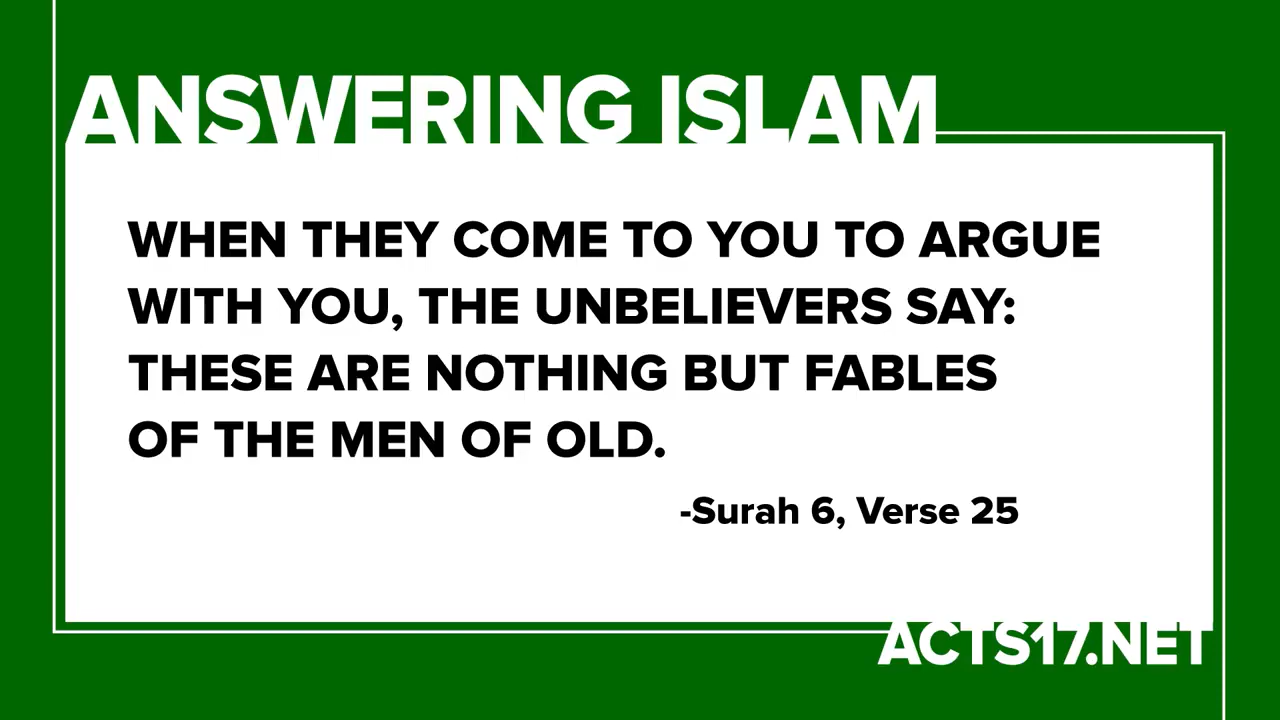 ANSWERING ISLAM
WHEN THEY COME TO YOU TO ARGUE
WITH YOU, THE UNBELIEVERS SAY:
THESE ARE NOTHING BUT FABLES
OF THE MEN OF OLD.
-Surah 6, Verse 25
ACTS17.NET